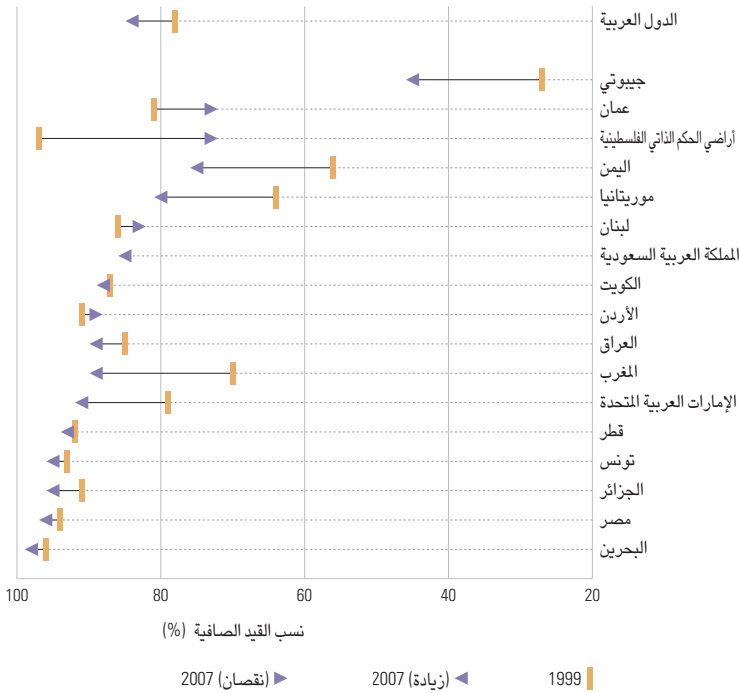 الدول العربية
جيبوتي
عمان
أراضي الحكم الذاتي الفلسطينية
اليمن
موريتانيا
لبنان
المملكة العربية السعودية
الكويت
الأردن
العراق
المغرب
الإمارات العربية المتحدة
قطر
تونس
الجزائر
مصر
البحرين
100 80 60 40 20
نسب القيد الصافية (%)
1999 2007 (زيادة) 2007 (نقصان)